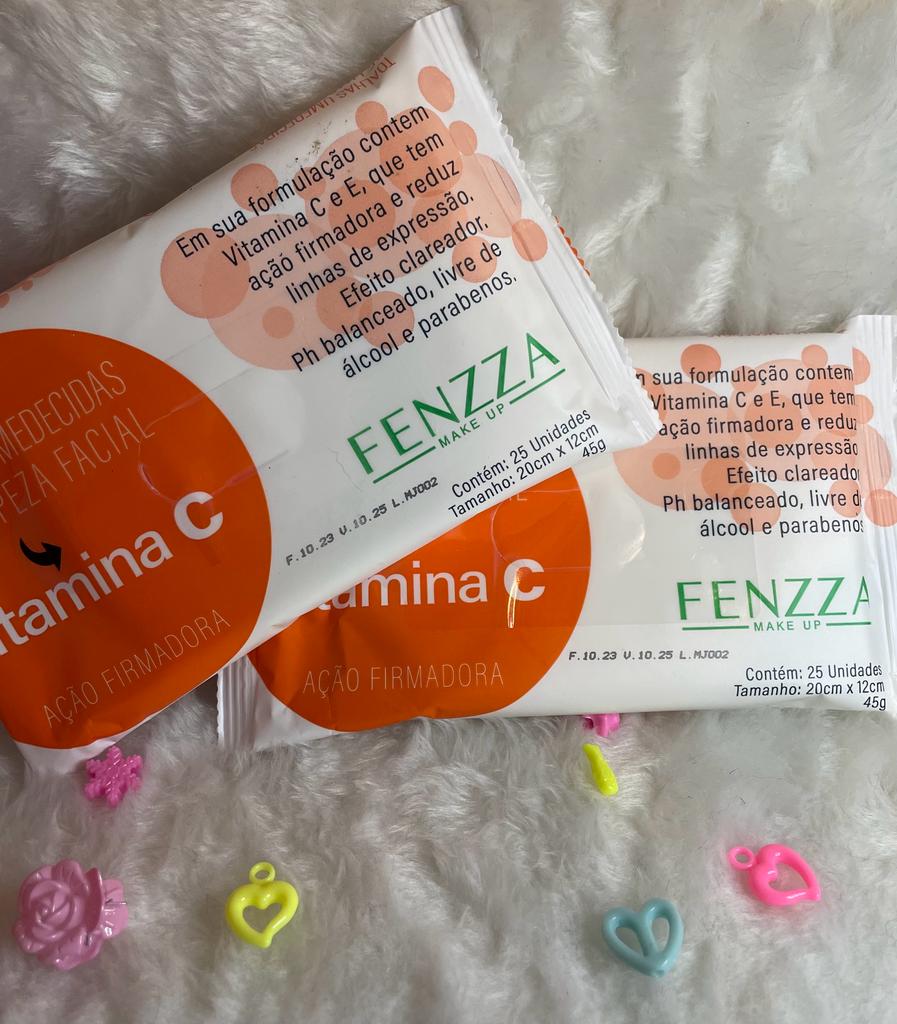 TOALHAS UMEDECIDAS
Em sua formulação contem
Vitamina C e E, que tem
ação firmadora e reduz
linhas de expressão.
Efeito clareador.
Ph balanceado, livre de
álcool e parabenos.
FENZZA
MAKE UP
Contém: 25 Unidades
Tamanho: 20cm x 12cm
45g
F.10.23 V.10.25 L.MJ002
MEDECIDAS
PEZA FACIAL
tamina C
AÇÃO FIRMADORA
sua formulação contem
Vitamina C e E, que tem
ação firmadora e reduz
linhas de expressão
Efeito clareado
Ph balanceado, livre d
álcool e parabenos
FENZZA
MAKE UP
F.10.23 V.10.25 L.MJ002
Contém: 25 Unidades
Tamanho: 20cm x 12cm
45g
tamina C
AÇÃO FIRMADORA